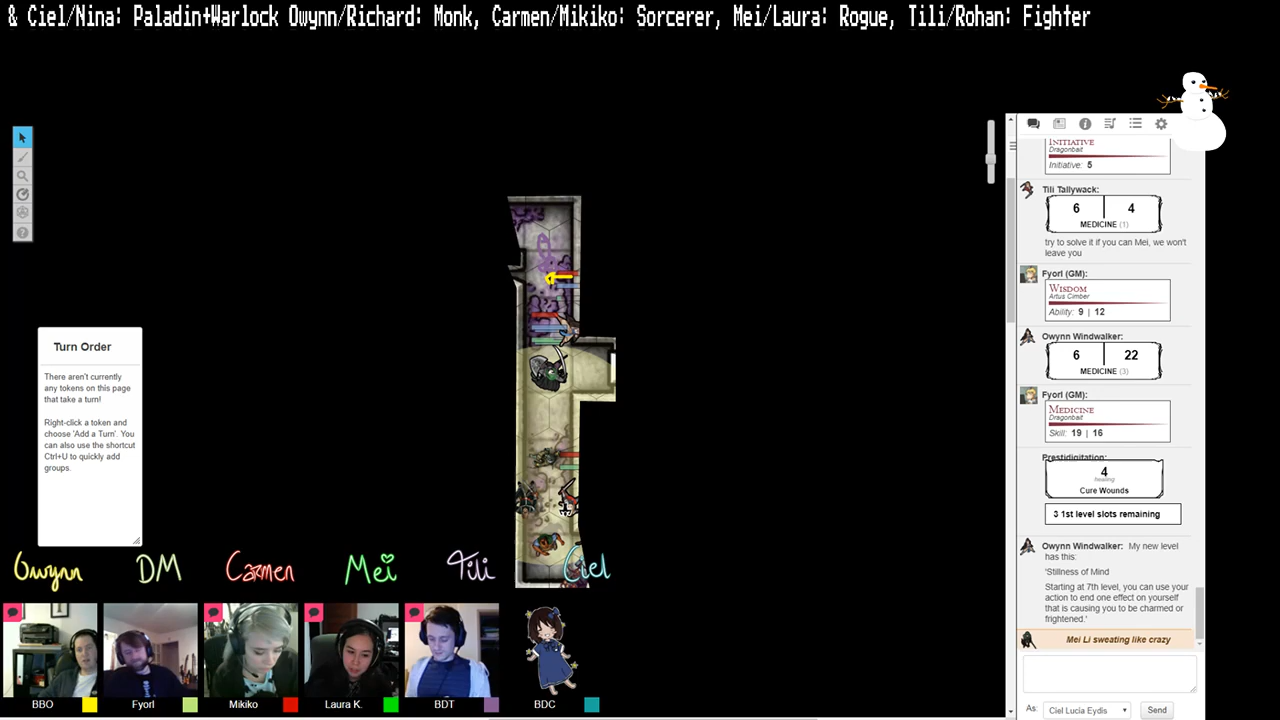 & Ciel/Nina: Paladin+Warlock Owynn/Richard: Monk, Carmen/Mikiko: Sorcerer, Mei/Laura: Rogue, Tili/Rohan: Fighter
Turn Order
There aren't currently
any tokens on this page
that take a turn!
Right-click a token and
choose 'Add a Turn'. You
can also use the shortcut
Ctrl+U to quickly add
groups.
Initiative
Dragonbait
Initiative: 5
Tili Tallywack:
6 4
MEDICINE (1)
try to solve it if you can Mei, we won't
leave you
Fyorl (GM):
Wisdom
Artus Cimber
Ability: 9 | 12
Owynn Windwalker:
6 22
MEDICINE (3)
Fyorl (GM):
Medicine
Dragonbait
Skill: 19 | 16
Prestidigitation:
4
healing
Cure Wounds
3 1st level slots remaining
Owynn Windwalker: My new level
has this:
'Stillness of Mind
Starting at 7th level, you can use your
action to end one effect on yourself
that is causing you to be charmed or
frightened.'
Mei Li sweating like crazy
As: Ciel Lucia Eydis Send
Owynn DM Carmen Mei Tili Ciel
BBO Fyorl Mikiko Laura K. BDT BDC